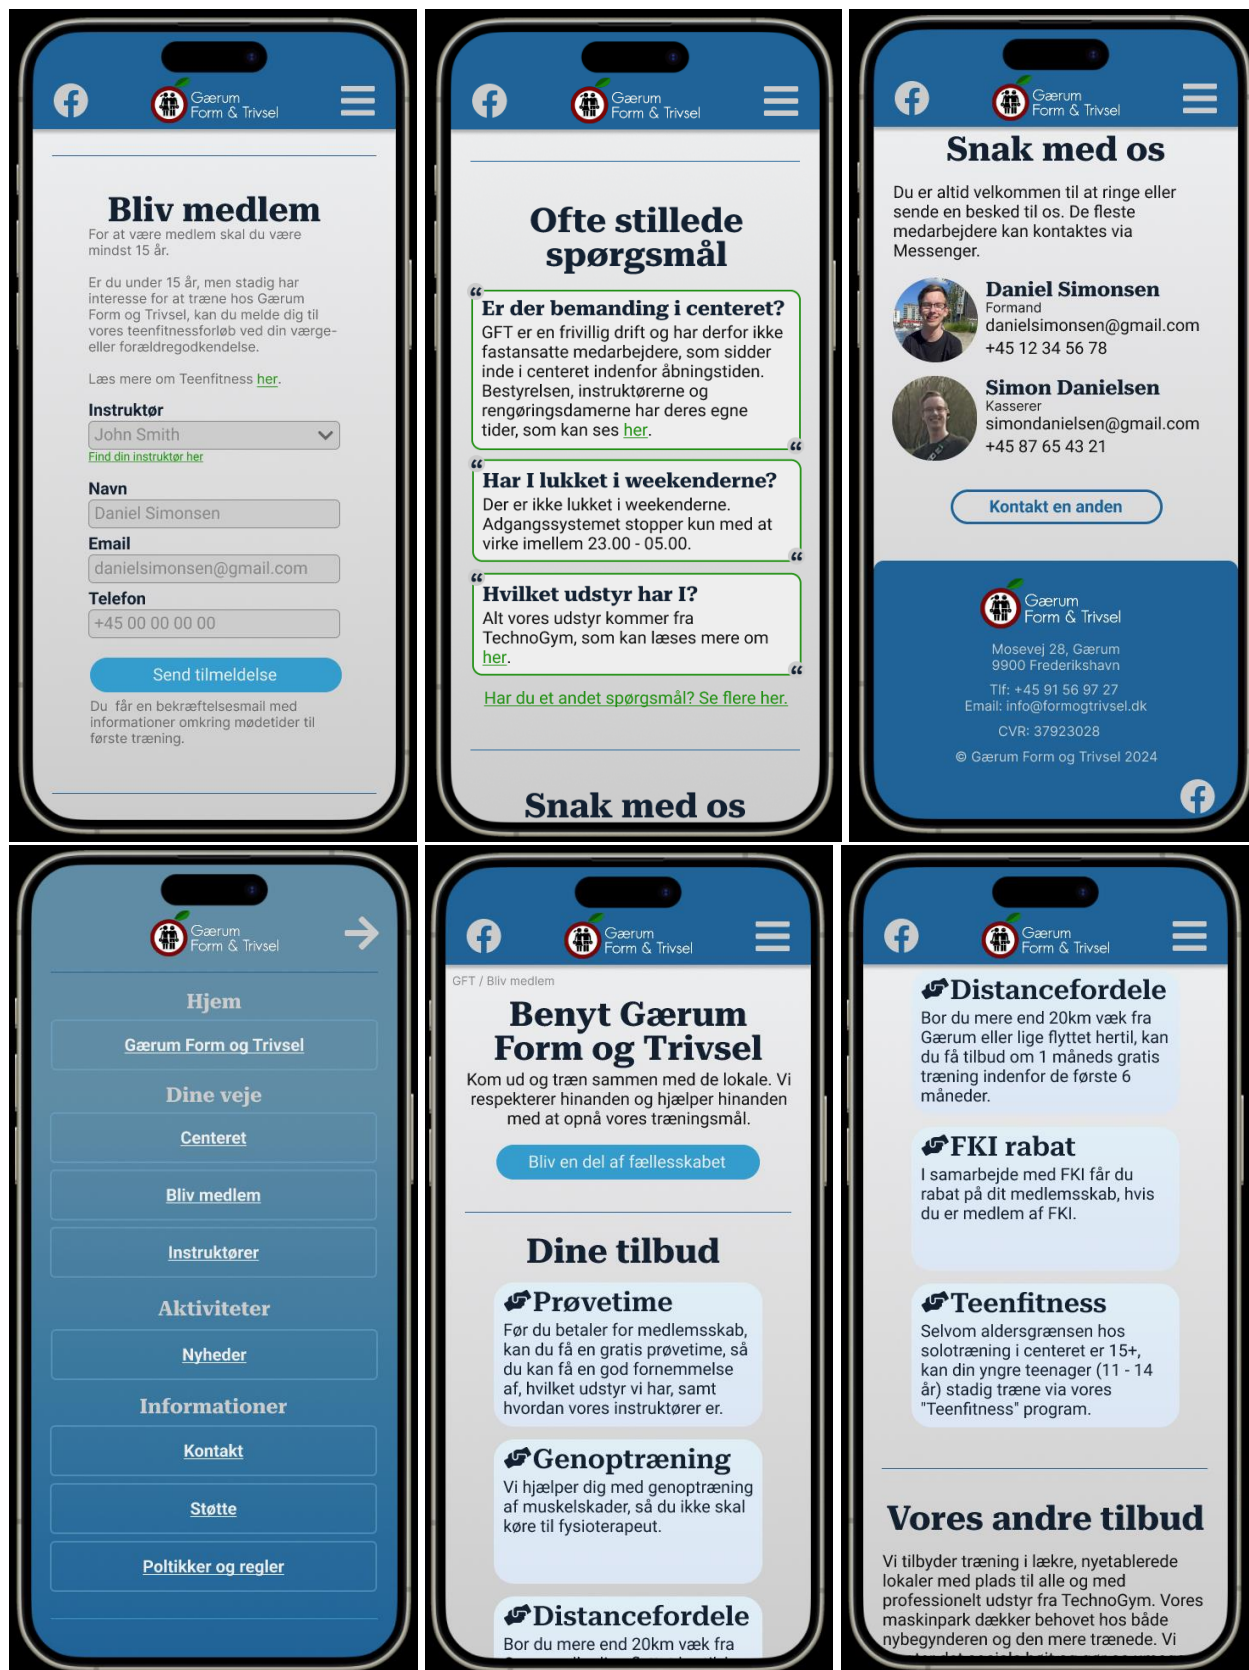 Gærum
Form & Trivsel
Bliv medlem
For at være medlem skal du være
mindst 15 år.
Er du under 15 år, men stadig har
interesse for at træne hos Gærum
Form og Trivsel, kan du melde dig til
vores teenfitnessforløb ved din værge-
eller forældregodkendelse.
Læs mere om Teenfitness her.
Instruktør
John Smith
Find din instruktør her
Navn
Daniel Simonsen
Email
danielsimonsen@gmail.com
Telefon
+45 00 00 00 00
Send tilmeldelse
Du får en bekræftelsesmail med
informationer omkring mødetider til
første træning.
Gærum
Form & Trivsel
Ofte stillede
spørgsmål
Er der bemanding i centeret?
GFT er en frivillig drift og har derfor ikke
fastansatte medarbejdere, som sidder
inde i centeret indenfor åbningstiden.
Bestyrelsen, instruktørerne og
rengøringsdamerne har deres egne
tider, som kan ses her.
Har I lukket i weekenderne?
Der er ikke lukket i weekenderne.
Adgangssystemet stopper kun med at
virke imellem 23.00 - 05.00.
Hvilket udstyr har I?
Alt vores udstyr kommer fra
TechnoGym, som kan læses mere om
her.
Har du et andet spørgsmål? Se flere her.
Snak med os
Gærum
Form & Trivsel
Snak med os
Du er altid velkommen til at ringe eller
sende en besked til os. De fleste
medarbejdere kan kontaktes via
Messenger.
Daniel Simonsen
Formand
danielsimonsen@gmail.com
+45 12 34 56 78
Simon Danielsen
Kasserer
simondanielsen@gmail.com
+45 87 65 43 21
Kontakt en anden
Gærum
Form & Trivsel
Mosevej 28, Gærum
9900 Frederikshavn
Tlf: +45 91 56 97 27
Email: info@formogtrivsel.dk
CVR: 37923028
© Gærum Form og Trivsel 2024
Gærum
Form & Trivsel
Hjem
Gærum Form og Trivsel
Dine veje
Centeret
Bliv medlem
Instruktører
Aktiviteter
Nyheder
Informationer
Kontakt
Støtte
Poltikker og regler
Gærum
Form & Trivsel
GFT / Bliv medlem
Benyt Gærum
Form og Trivsel
Kom ud og træn sammen med de lokale. Vi
respekterer hinanden og hjælper hinanden
med at opnå vores træningsmål.
Bliv en del af fællesskabet
Dine tilbud
Prøvetime
Før du betaler for medlemsskab,
kan du få en gratis prøvetime, så
du kan få en god fornemmelse
af, hvilket udstyr vi har, samt
hvordan vores instruktører er.
Genoptræning
Vi hjælper dig med genoptræning
af muskelskader, så du ikke skal
køre til fysioterapeut.
Distancefordele
Bor du mere end 20km væk fra
Gærum
Form & Trivsel
Distancefordele
Bor du mere end 20km væk fra
Gærum eller lige flyttet hertil, kan
du få tilbud om 1 måneds gratis
træning indenfor de første 6
måneder.
FKI rabat
I samarbejde med FKI får du
rabat på dit medlemsskab, hvis
du er medlem af FKI.
Teenfitness
Selvom aldersgrænsen hos
solotræning i centeret er 15+,
kan din yngre teenager (11 - 14
år) stadig træne via vores
"Teenfitness" program.
Vores andre tilbud
Vi tilbyder træning i lækre, nyetablerede
lokaler med plads til alle og med
professionelt udstyr fra TechnoGym. Vores
maskinpark dækker behovet hos både
nybegynderen og den mere trænede. Vi